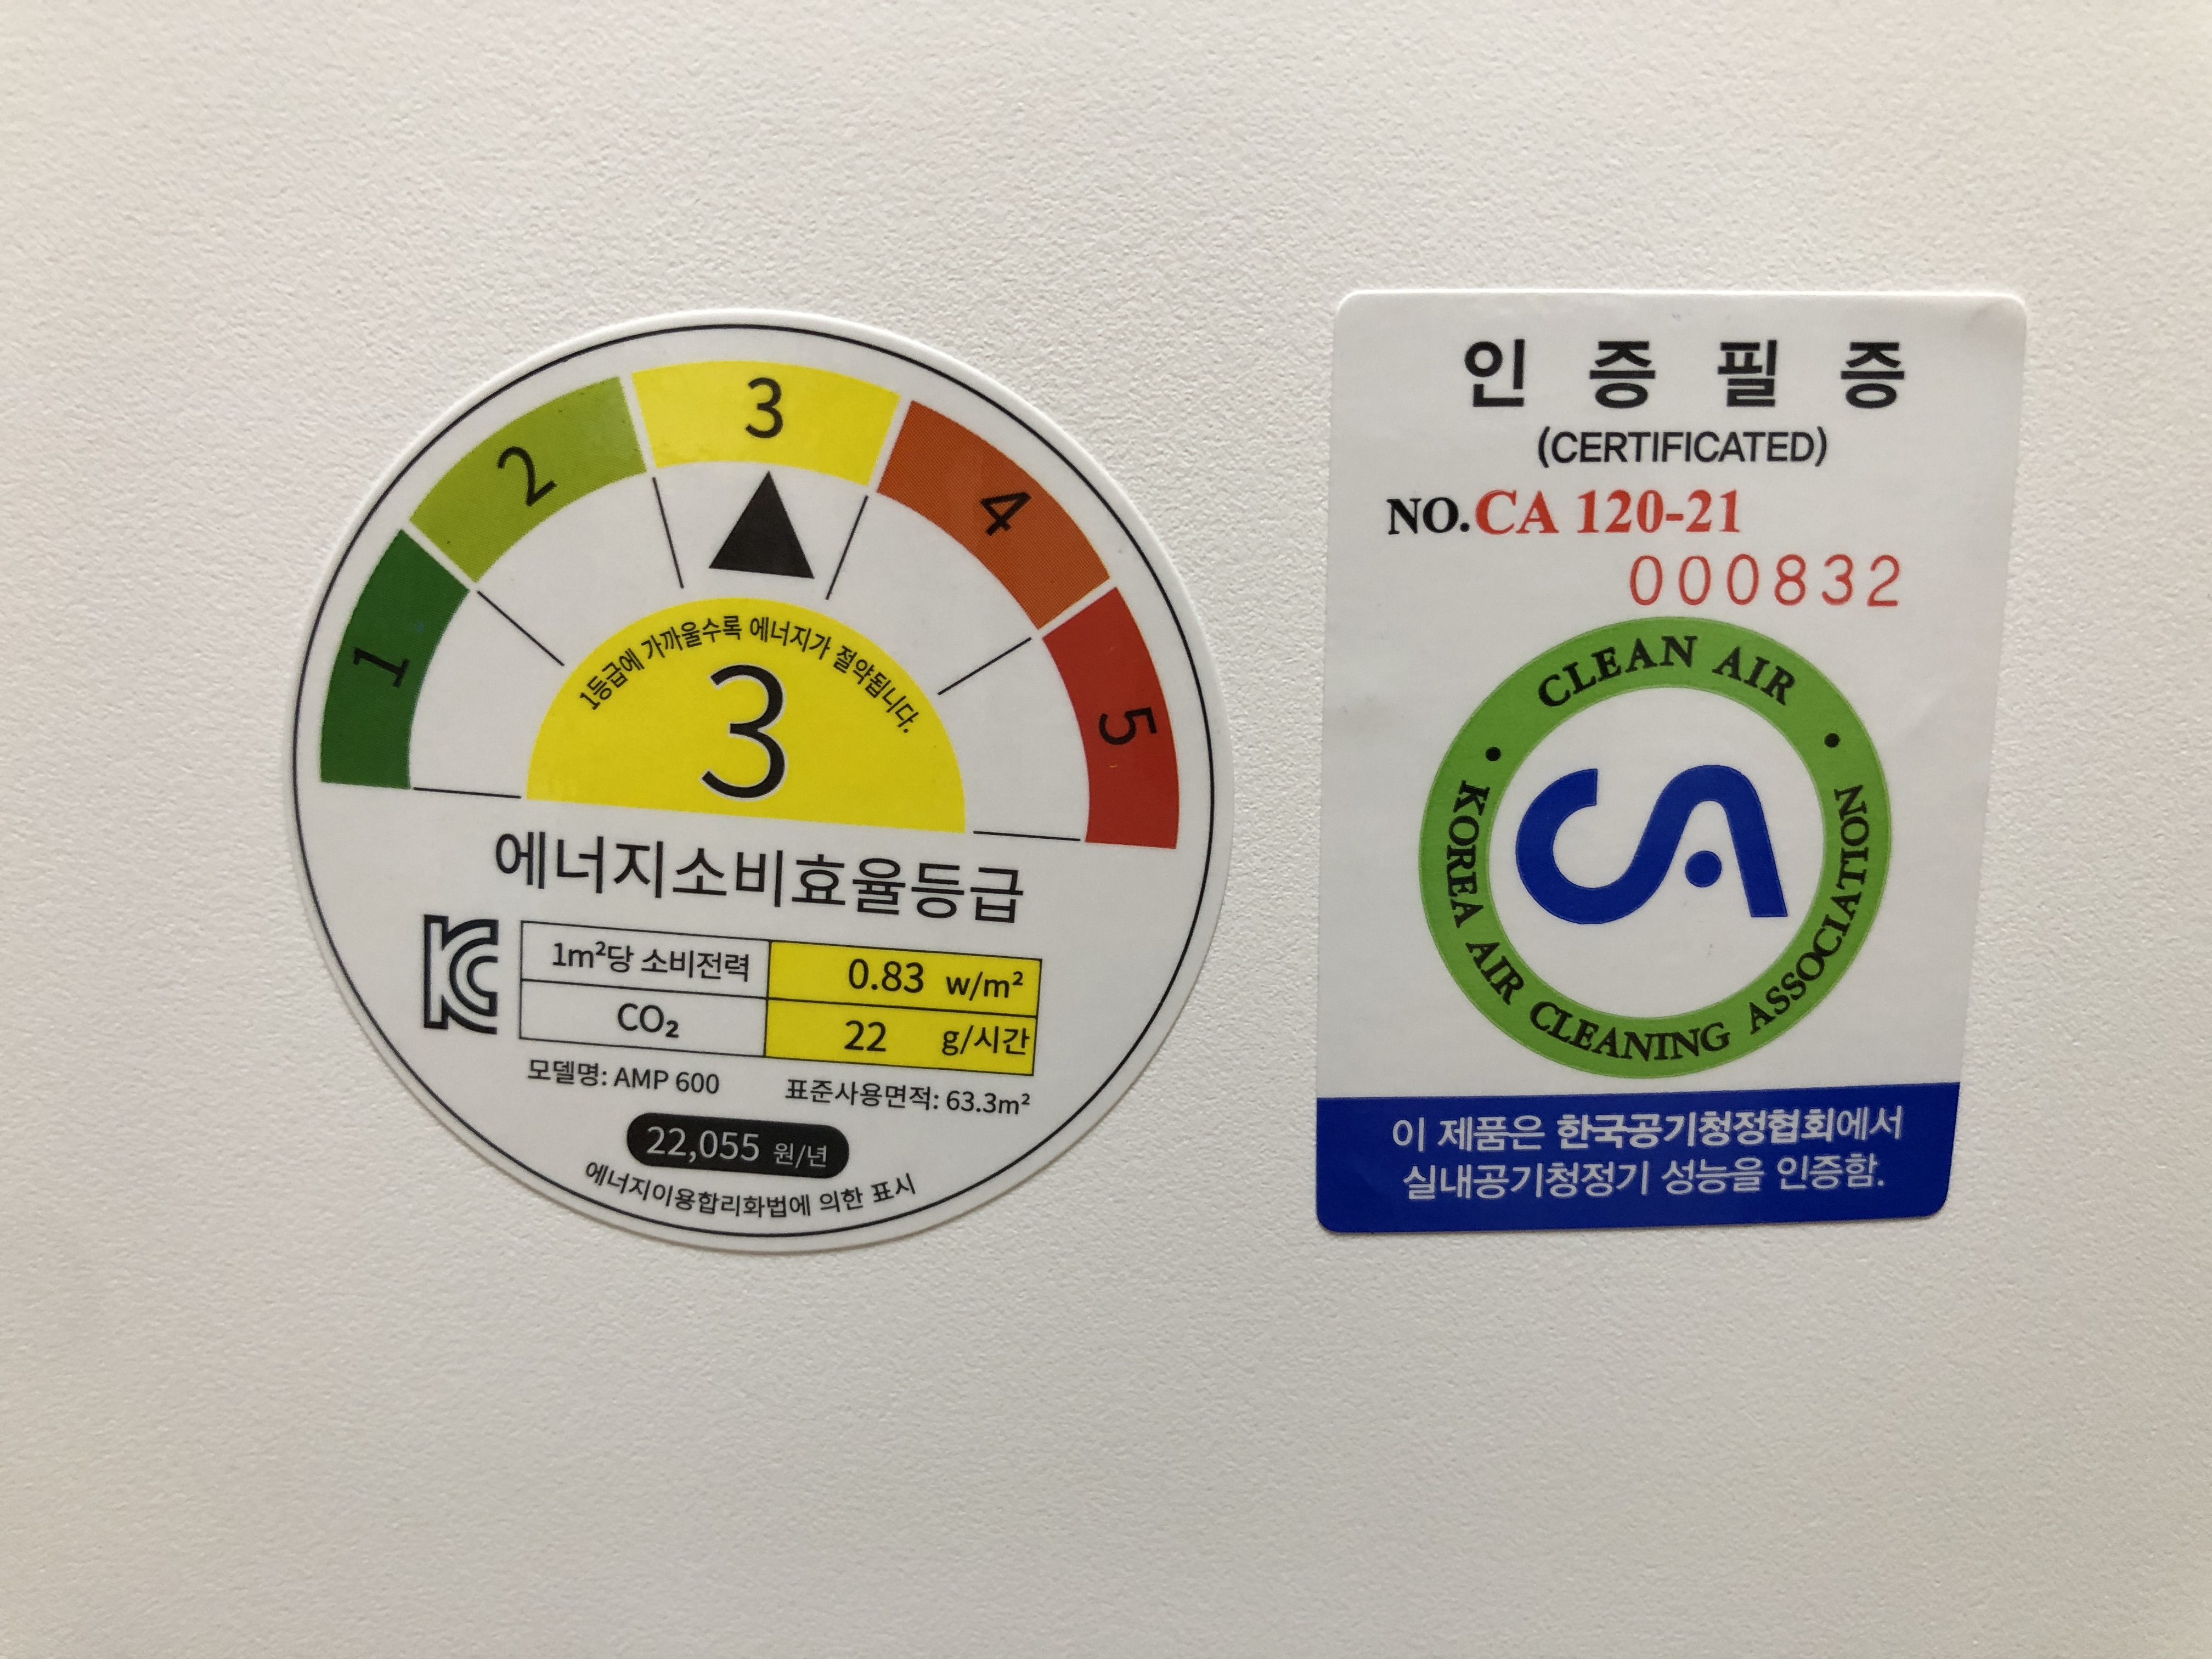 1
2
3
4
5
1등급에 가까울수록 에너지가 절약됩니다.
3
에너지소비효율등급
1m²당 소비전력 0.83 w/m²
CO₂ 22 g/시간
모델명: AMP 600 표준사용면적: 63.3m²
22,055 원/년
에너지이용합리화법에 의한 표시
인 증 필 증
(CERTIFICATED)
NO.CA 120-21
000832
CLEAN AIR
• KOREA AIR CLEANING ASSOCIATION •
이 제품은 한국공기청정협회에서
실내공기청정기 성능을 인증함.